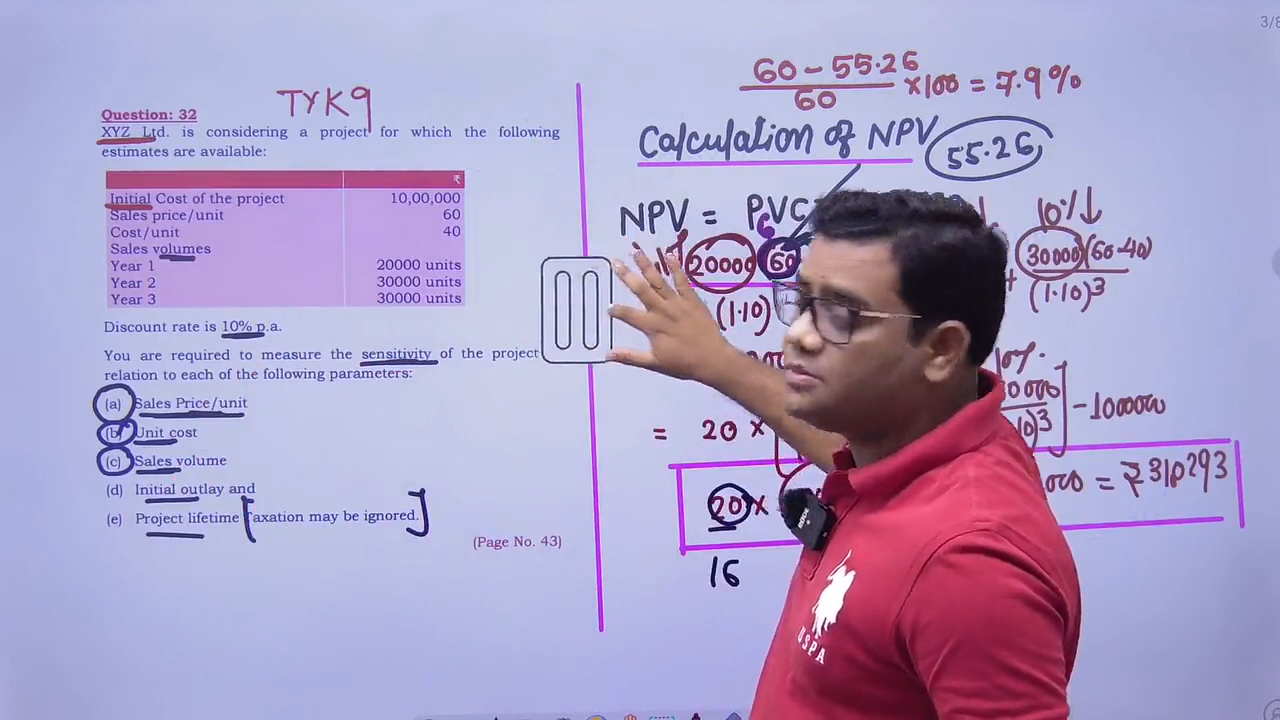 3/8
TYK9
Question: 32
XYZ Ltd. is considering a project for which the following
estimates are available:
₹
Initial Cost of the project 10,00,000
Sales price/unit 60
Cost/unit 40
Sales volumes
Year 1 20000 units
Year 2 30000 units
Year 3 30000 units
Discount rate is 10% p.a.
You are required to measure the sensitivity of the project
relation to each of the following parameters:
(a) Sales Price/unit
(b) Unit cost
(c) Sales volume
(d) Initial outlay and
(e) Project lifetime [Taxation may be ignored.]
(Page No. 43)
60 - 55.26
60
×100 = 7.9%
Calculation of NPV
55.26
NPV = PVC
10%↓
20000 (60
30000 (60-40)
(1.10)
+
(1.10)³
10%
= 20 ×
10)³
] - 1000000
20 ×
000 = ₹310293
16
USPA